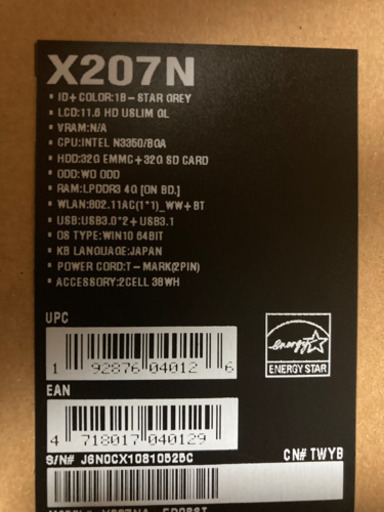 X207N
▪ ID+COLOR:1B-STAR GREY
▪ LCD:11.6 HD USLIM GL
▪ VRAM:N/A
▪ CPU:INTEL N3350/BGA
▪ HDD:32G EMMC+32G SD CARD
▪ ODD:WO ODD
▪ RAM:LPDDR3 4G [ON BD.]
▪ WLAN:802.11AC(1*1)_WW+BT
▪ USB:USB3.0*2+USB3.1
▪ OS TYPE:WIN10 64BIT
▪ KB LANGUAGE:JAPAN
▪ POWER CORD:T-MARK(2PIN)
▪ ACCESSORY:2CELL 38WH
UPC
1 92876 04012 6
energy
ENERGY STAR
EAN
4 718017 040129
S/N# J6N0CX10810526C CN# TWYB